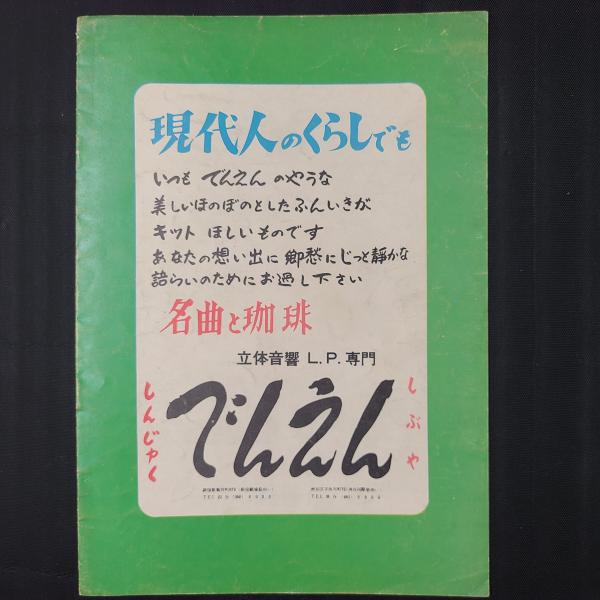 現代人のくらしでも
いつも でんえん のやうな
美しいほのぼのとしたふんいきが
キット ほしいものです
あなたの想い出に 郷愁にじっと靜かな
語らいのためにお過し下さい
名曲と珈琲
立体音響 L.P.専門
しんじゅく
でんえん
しぶや